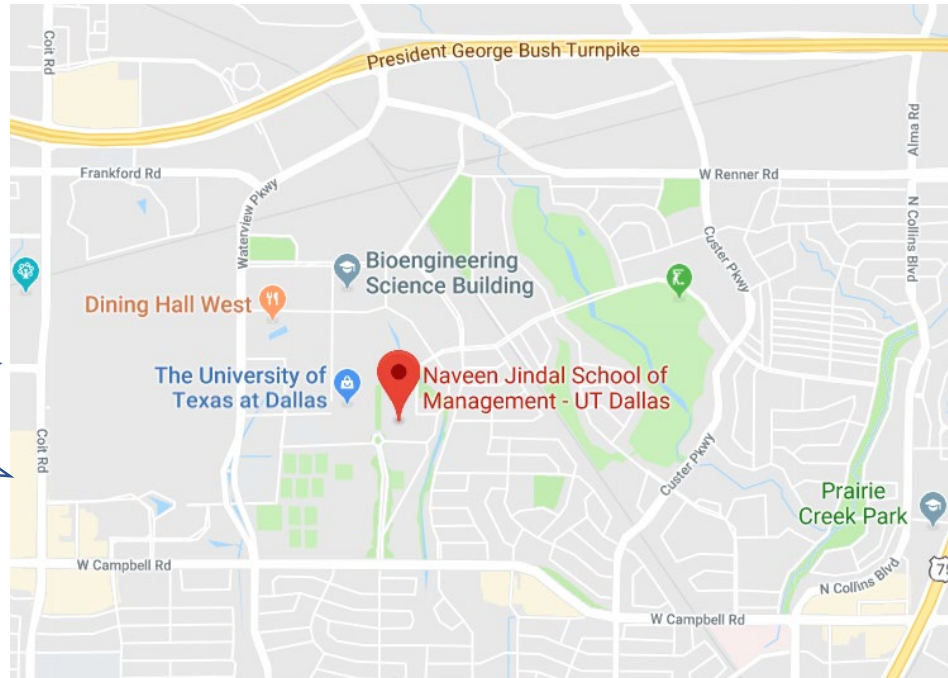 Coit Rd
President George Bush Turnpike
Alma Rd
Frankford Rd
W Renner Rd
Waterview Pkwy
N Collins Blvd
Custer Pkwy
Bioengineering
Science Building
Dining Hall West
The University of
Texas at Dallas
Naveen Jindal School of
Management - UT Dallas
Coit Rd
Custer Pkwy
Prairie
Creek Park
W Campbell Rd
N Collins Blvd
75
W Campbell Rd